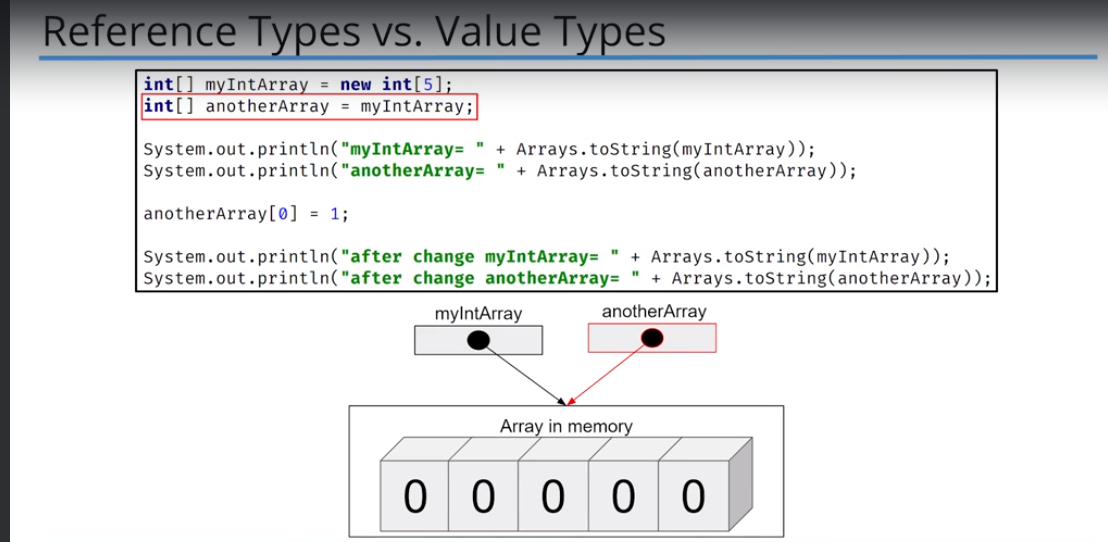 Reference Types vs. Value Types
int[] myIntArray = new int[5];
int[] anotherArray = myIntArray;
System.out.println("myIntArray= " + Arrays.toString(myIntArray));
System.out.println("anotherArray= " + Arrays.toString(anotherArray));
anotherArray[0] = 1;
System.out.println("after change myIntArray= " + Arrays.toString(myIntArray));
System.out.println("after change anotherArray= " + Arrays.toString(anotherArray));
myIntArray anotherArray
Array in memory
0 0 0 0 0